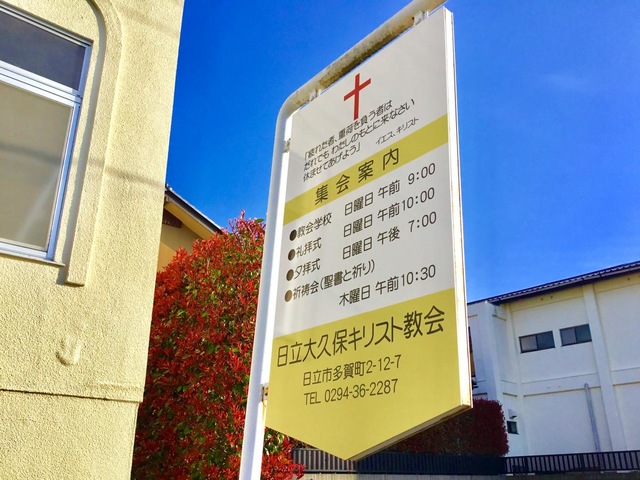 「疲れた者、重荷を負う者は
だれでも わたしのもとに来なさい
休ませてあげよう」 イエス.キリスト
集会案内
●教会学校 日曜日 午前 9:00
●礼拝式 日曜日 午前10:00
●夕拝式 日曜日 午後 7:00
●祈祷会(聖書と祈り)
木曜日 午前10:30
日立大久保キリスト教会
日立市多賀町2-12-7
TEL 0294-36-2287